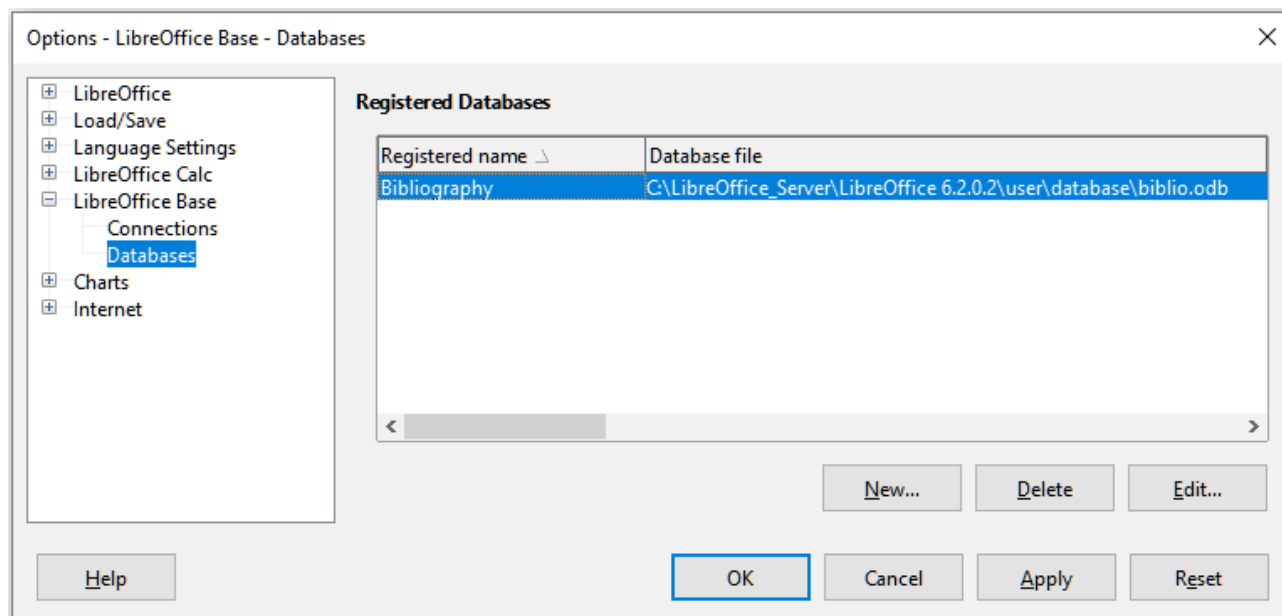 Options - LibreOffice Base - Databases
LibreOffice
Load/Save
Language Settings
LibreOffice Calc
LibreOffice Base
Connections
Databases
Charts
Internet
Registered Databases
Registered name Database file
Bibliography C:\LibreOffice_Server\LibreOffice 6.2.0.2\user\database\biblio.odb
New... Delete Edit...
Help OK Cancel Apply Reset